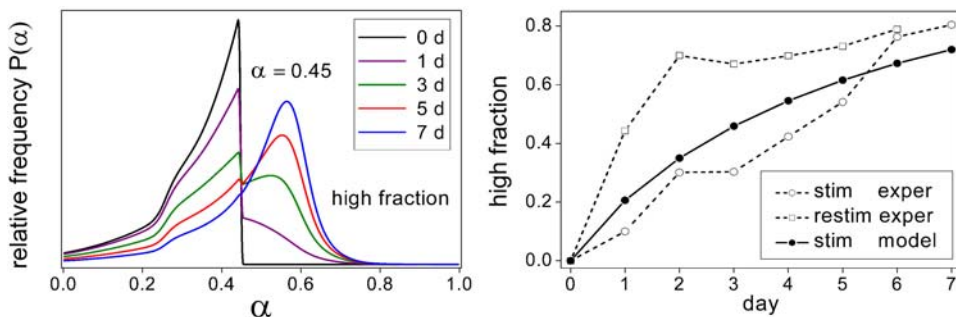 relative frequency P(α)
0 d
1 d
3 d
5 d
7 d
α = 0.45
high fraction
0.0 0.2 0.4 0.6 0.8 1.0
α
high fraction
0.8
0.6
0.4
0.2
0.0
stim exper
restim exper
stim model
0 1 2 3 4 5 6 7
day